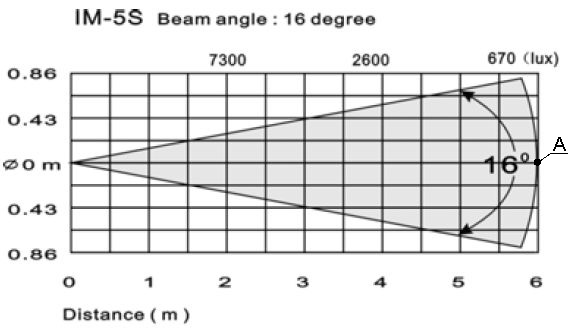 IM-5S Beam angle : 16 degree
7300 2600 670 (lux)
0.86
0.43
A
Ø0 m 16°
0.43
0.86
0 1 2 3 4 5 6
Distance ( m )